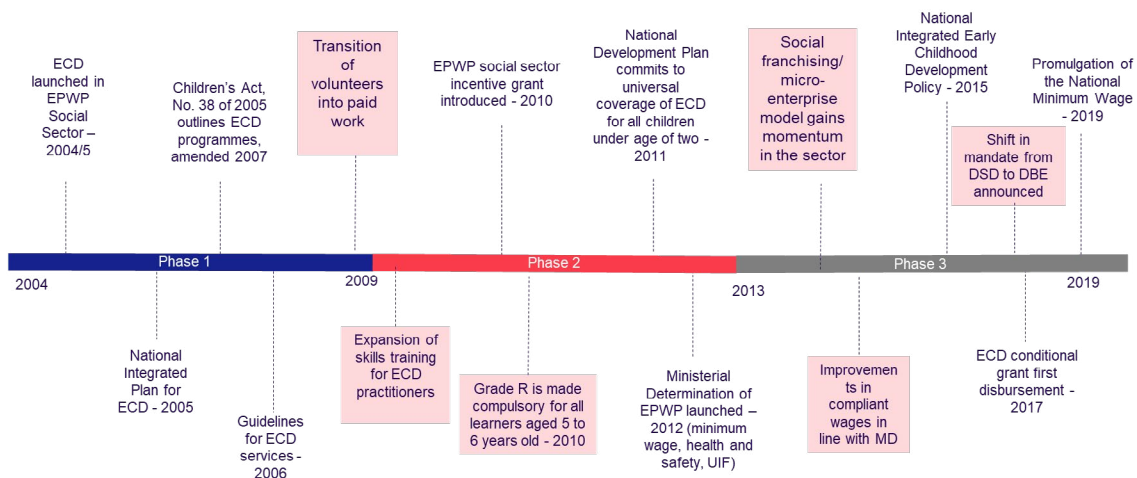 ECD
launched in
EPWP
Social
Sector –
2004/5
Children's Act,
No. 38 of 2005
outlines ECD
programmes,
amended 2007
Transition
of
volunteers
into paid
work
EPWP social sector
incentive grant
introduced - 2010
National
Development Plan
commits to
universal
coverage of ECD
for all children
under age of two -
2011
Social
franchising/
micro-
enterprise
model gains
momentum
in the sector
National
Integrated Early
Childhood
Development
Policy - 2015
Shift in
mandate from
DSD to DBE
announced
Promulgation of
the National
Minimum Wage
- 2019
Phase 1
Phase 2
Phase 3
2004
2009
2013
2019
National
Integrated
Plan for
ECD - 2005
Guidelines
for ECD
services -
2006
Expansion of
skills training
for ECD
practitioners
Grade R is made
compulsory for all
learners aged 5 to
6 years old - 2010
Ministerial
Determination of
EPWP launched –
2012 (minimum
wage, health and
safety, UIF)
Improvemen
ts in
compliant
wages in
line with MD
ECD conditional
grant first
disbursement -
2017